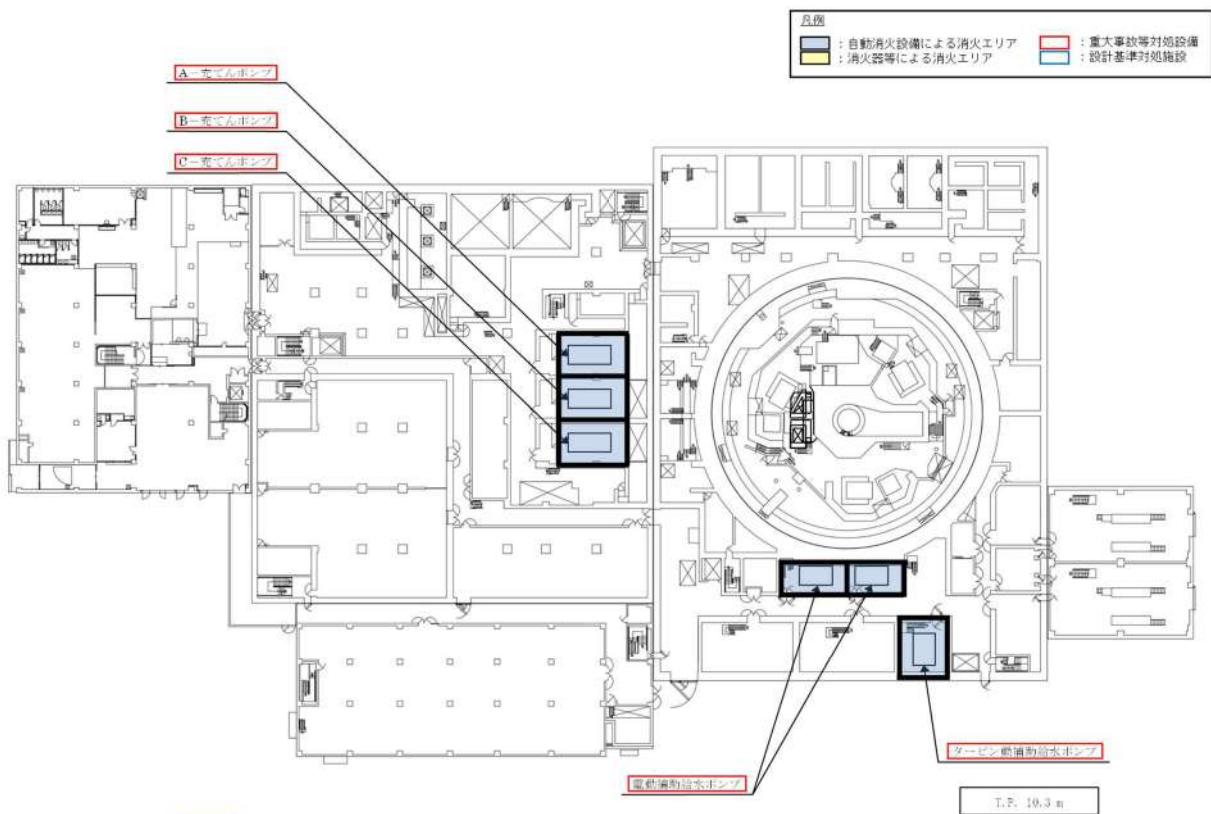 凡例
：自動消火設備による消火エリア
：重大事故等対処設備
：消火器等による消火エリア
：設計基準対処施設
A－充てんポンプ
B－充てんポンプ
C－充てんポンプ
タービン動補助給水ポンプ
電動補助給水ポンプ
T.P. 10.3 m